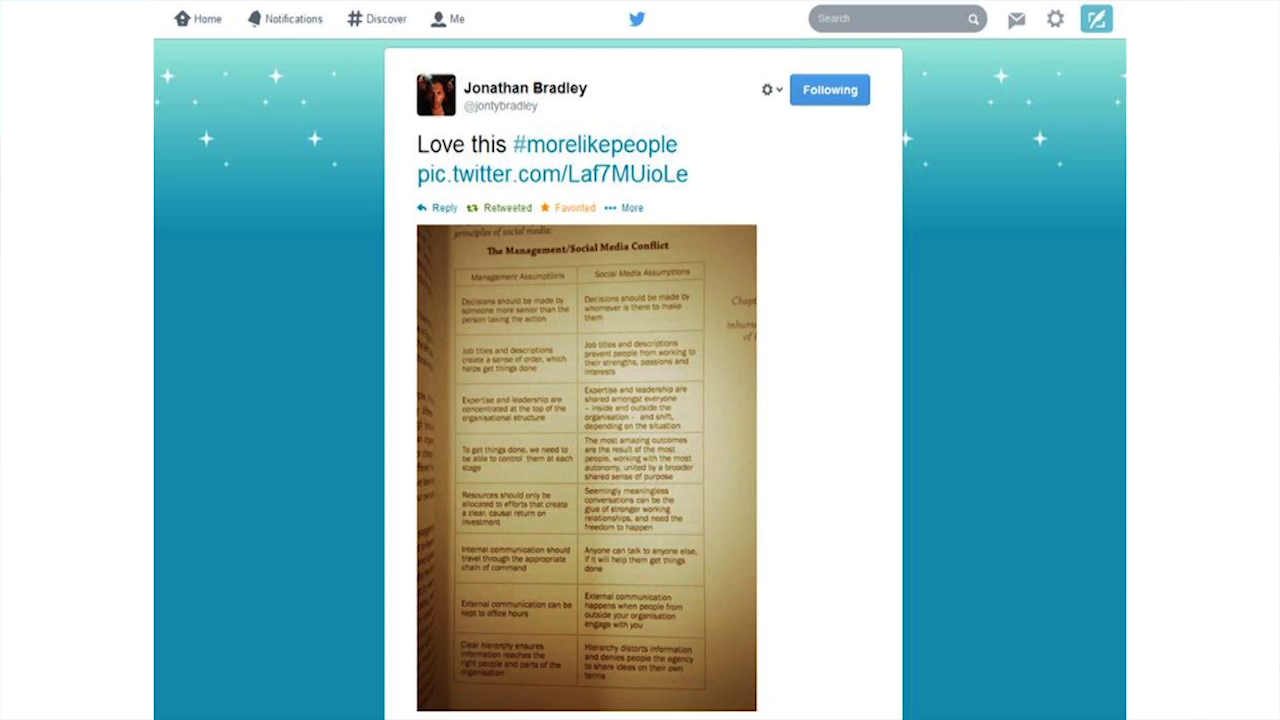 Home Notifications # Discover Me Search
Jonathan Bradley
@jontybradley
Following
Love this #morelikepeople
pic.twitter.com/Laf7MUioLe
Reply Retweeted Favorited ••• More
principles of social media:
The Management/Social Media Conflict
Management Assumptions
Social Media Assumptions
Decisions should be made by
someone more senior than the
person taking the action
Decisions should be made by
whomever is there to make
them
Job titles and descriptions
create a sense of order, which
helps get things done
Job titles and descriptions
prevent people from working to
their strengths, passions and
interests
Expertise and leadership are
concentrated at the top of the
organisational structure
Expertise and leadership are
shared amongst everyone
– inside and outside the
organisation – and shift,
depending on the situation
To get things done, we need to
be able to control them at each
stage
The most amazing outcomes
are the result of the most
people, working with the most
autonomy, united by a broader
shared sense of purpose
Resources should only be
allocated to efforts that create
a clear, causal return on
investment
Seemingly meaningless
conversations can be the
glue of stronger working
relationships, and need the
freedom to happen
Internal communication should
travel through the appropriate
chain of command
Anyone can talk to anyone else,
if it will help them get things
done
External communication can be
kept to office hours
External communication
happens when people from
outside your organisation
engage with you
Clear hierarchy ensures
information reaches the
right people and parts of the
organisation
Hierarchy distorts information
and denies people the agency
to share ideas on their own
terms